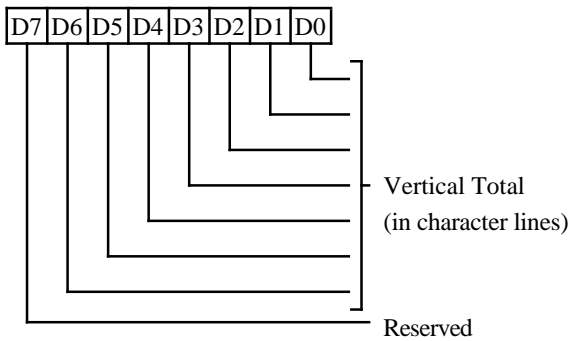 D7 D6 D5 D4 D3 D2 D1 D0
Vertical Total
(in character lines)
Reserved